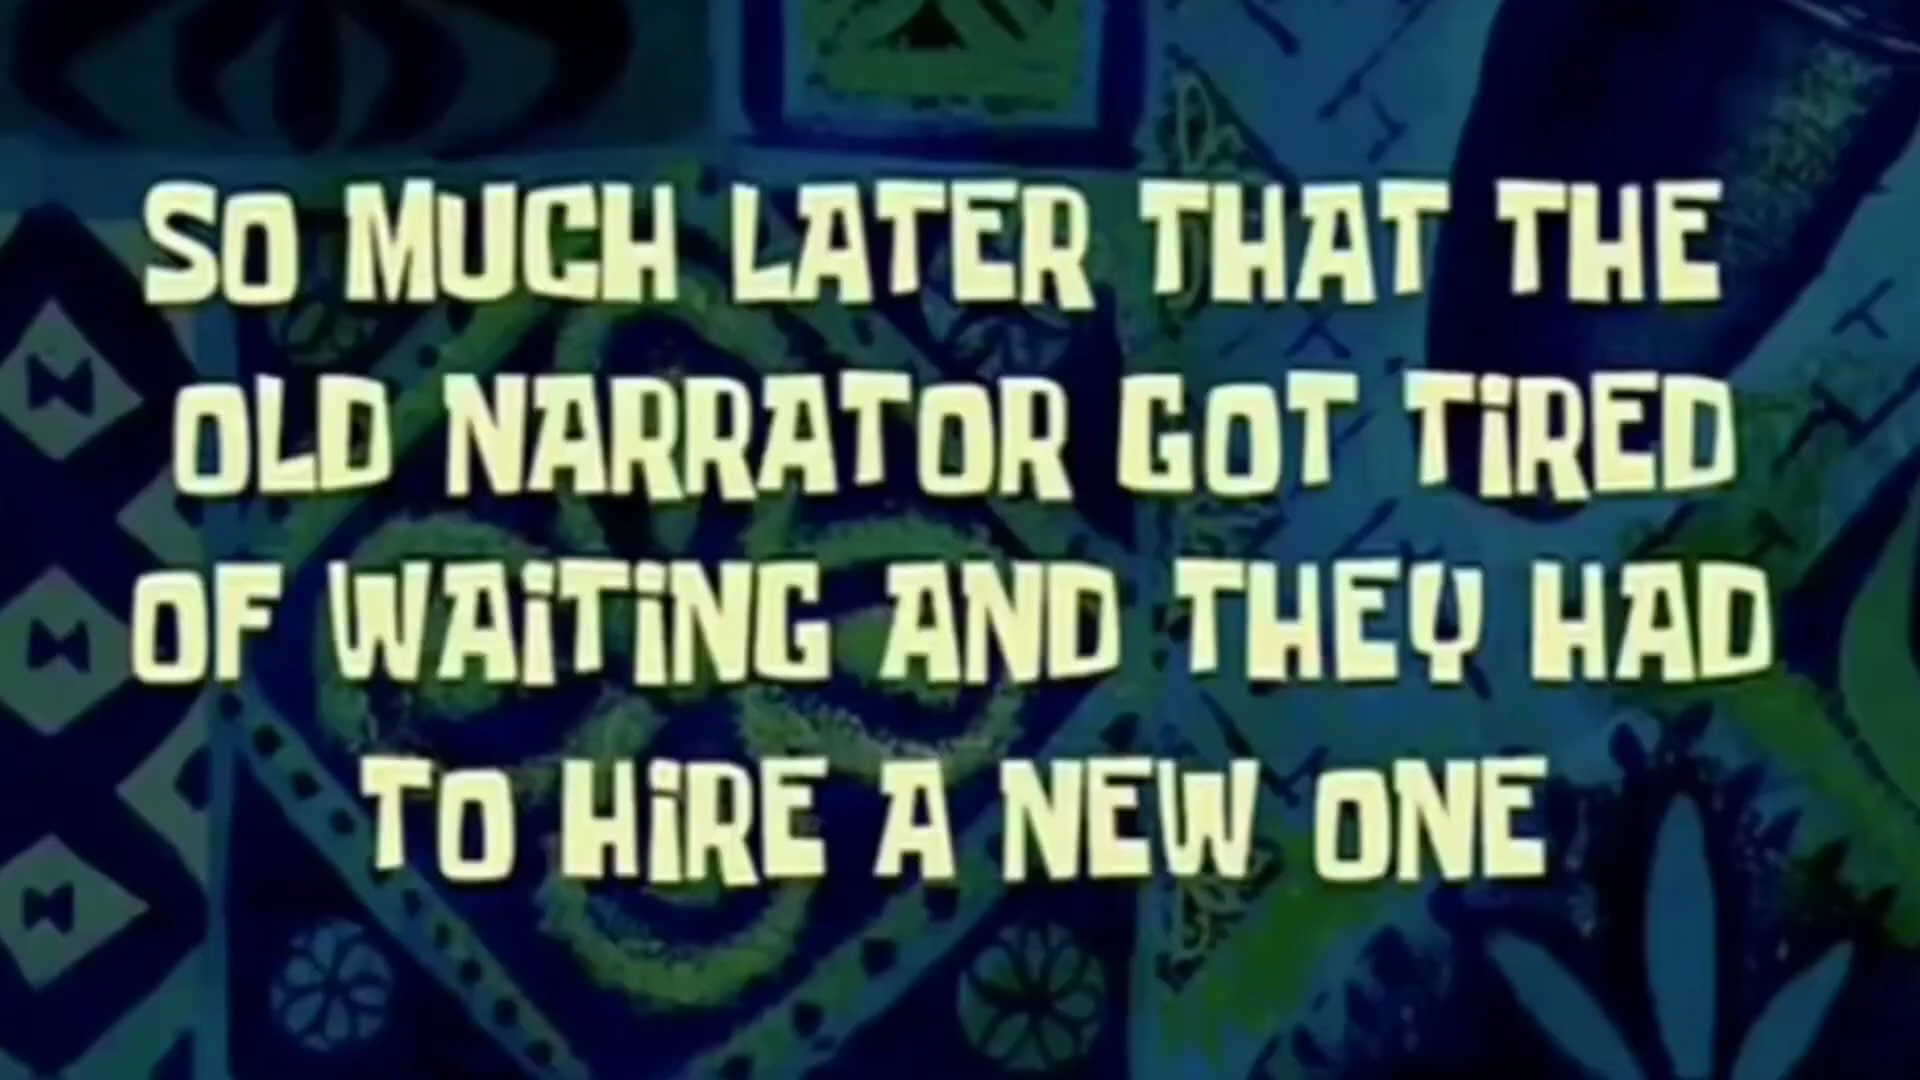 SO MUCH LATER THAT THE
OLD NARRATOR GOT TiRED
OF WAiTiNG AND THEY HAD
TO HiRE A NEW ONE